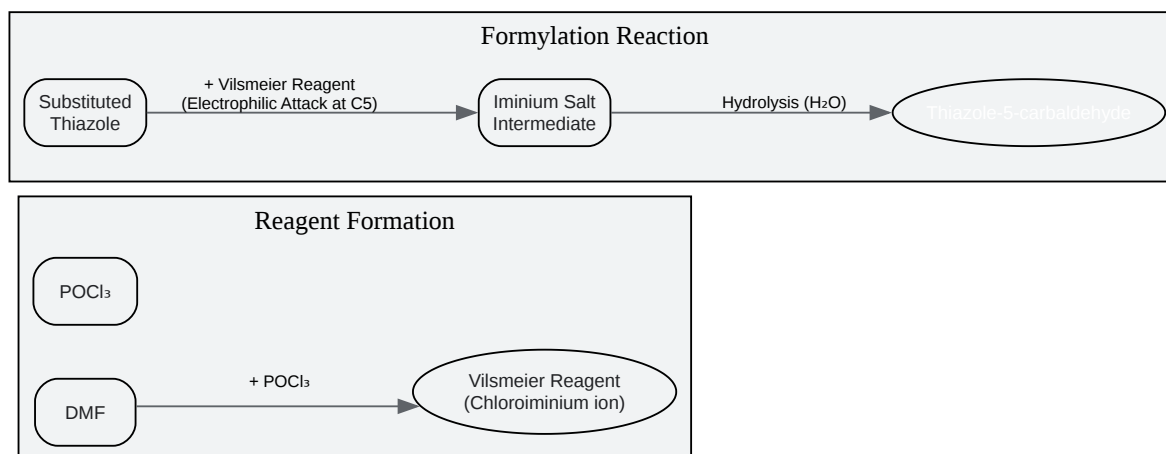 Formylation Reaction
Substituted
Thiazole
+ Vilsmeier Reagent
(Electrophilic Attack at C5)
Iminium Salt
Intermediate
Hydrolysis (H₂O)
Thiazole-5-carbaldehyde
Reagent Formation
POCl₃
DMF
+ POCl₃
Vilsmeier Reagent
(Chloroiminium ion)